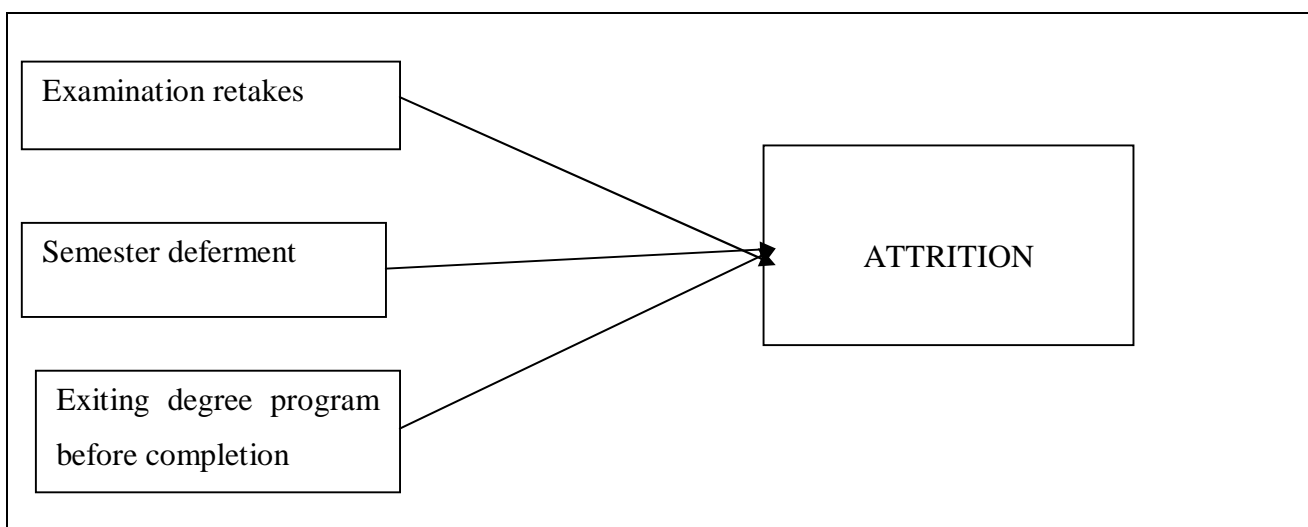 Examination retakes
Semester deferment
ATTRITION
Exiting degree program
before completion